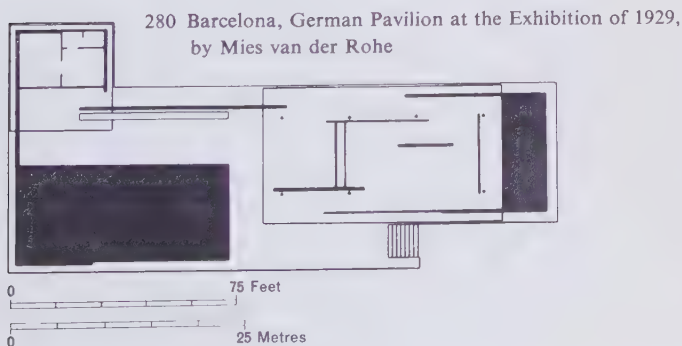 280 Barcelona, German Pavilion at the Exhibition of 1929,
by Mies van der Rohe
0 75 Feet
0 25 Metres